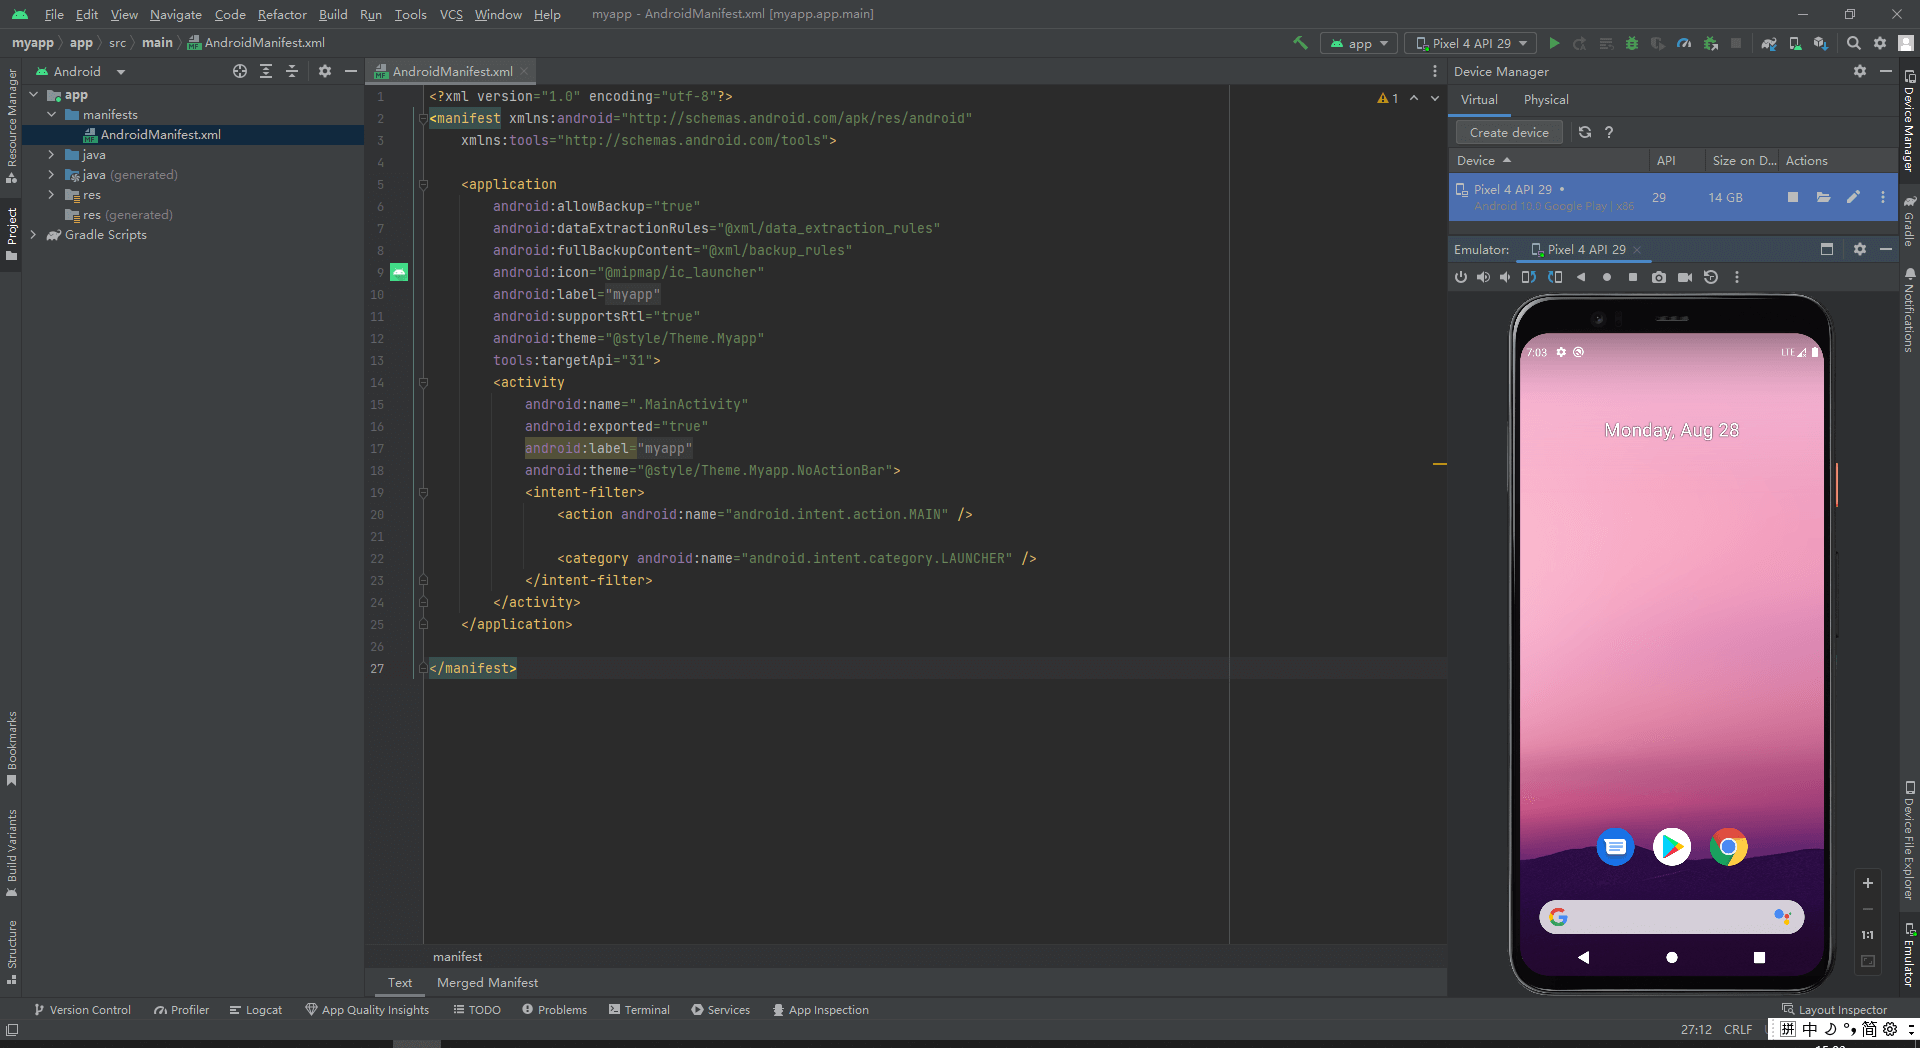 File Edit View Navigate Code Refactor Build Run Tools VCS Window Help myapp - AndroidManifest.xml [myapp.app.main]
myapp app src main AndroidManifest.xml
app
Pixel 4 API 29
Android
app
manifests
AndroidManifest.xml
java
java (generated)
res
res (generated)
Gradle Scripts
Resource Manager
Project
Bookmarks
Build Variants
Structure
AndroidManifest.xml
1 <?xml version="1.0" encoding="utf-8"?>
2 <manifest xmlns:android="http://schemas.android.com/apk/res/android"
3 xmlns:tools="http://schemas.android.com/tools">
4
5 <application
6 android:allowBackup="true"
7 android:dataExtractionRules="@xml/data_extraction_rules"
8 android:fullBackupContent="@xml/backup_rules"
9 android:icon="@mipmap/ic_launcher"
10 android:label="myapp"
11 android:supportsRtl="true"
12 android:theme="@style/Theme.Myapp"
13 tools:targetApi="31">
14 <activity
15 android:name=".MainActivity"
16 android:exported="true"
17 android:label="myapp"
18 android:theme="@style/Theme.Myapp.NoActionBar">
19 <intent-filter>
20 <action android:name="android.intent.action.MAIN" />
21
22 <category android:name="android.intent.category.LAUNCHER" />
23 </intent-filter>
24 </activity>
25 </application>
26
27 </manifest>
1
manifest
Text Merged Manifest
Device Manager
Virtual Physical
Create device ?
Device API Size on D... Actions
Pixel 4 API 29
Android 10.0 Google Play | x86
29 14 GB
Emulator: Pixel 4 API 29
7:03 LTE
Monday, Aug 28
1:1
Device Manager
Gradle
Notifications
Device File Explorer
Emulator
Version Control Profiler Logcat App Quality Insights TODO Problems Terminal Services App Inspection Layout Inspector
27:12 CRLF
拼 中 简